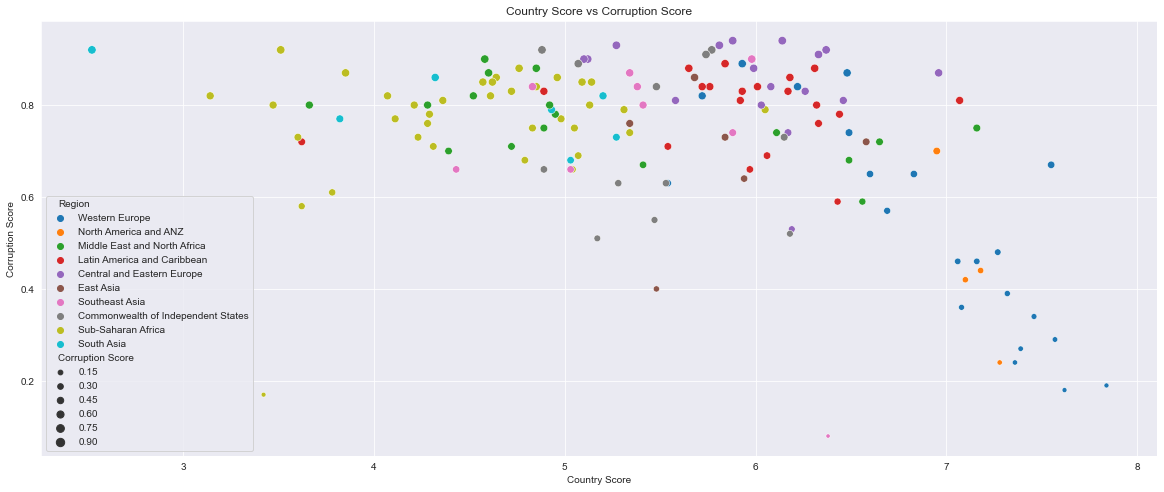 Country Score vs Corruption Score
Corruption Score
0.8
0.6
0.4
0.2
Region
Western Europe
North America and ANZ
Middle East and North Africa
Latin America and Caribbean
Central and Eastern Europe
East Asia
Southeast Asia
Commonwealth of Independent States
Sub-Saharan Africa
South Asia
Corruption Score
0.15
0.30
0.45
0.60
0.75
0.90
3 4 5 6 7 8
Country Score